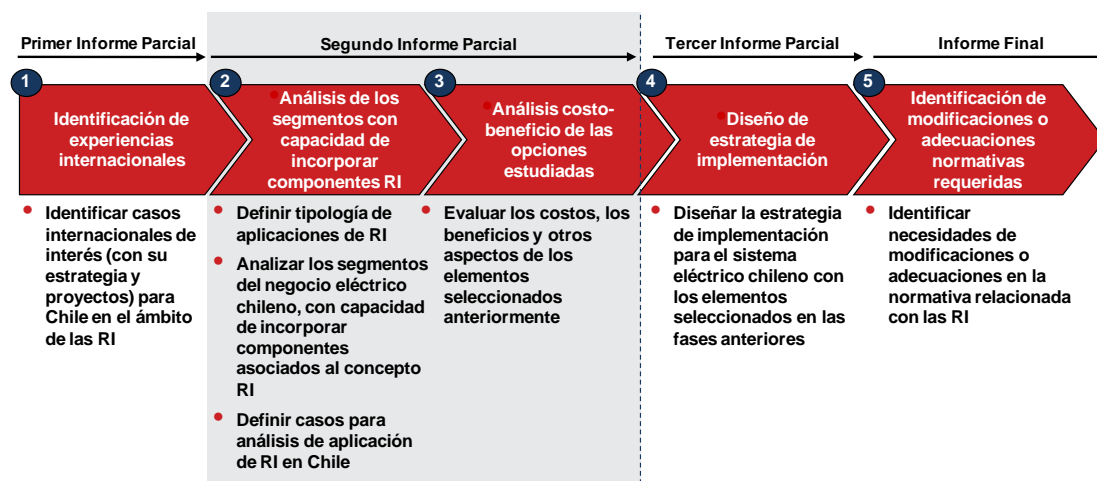 Primer Informe Parcial
Segundo Informe Parcial
Tercer Informe Parcial
Informe Final
1
Identificación de
experiencias
internacionales
2
•Análisis de los
segmentos con
capacidad de
incorporar
componentes RI
3
•Análisis costo-
beneficio de las
opciones
estudiadas
4
•Diseño de
estrategia de
implementación
5
Identificación de
modificaciones o
adecuaciones
normativas
requeridas
• Identificar casos
internacionales de
interés (con su
estrategia y
proyectos) para
Chile en el ámbito
de las RI
• Definir tipología de
aplicaciones de RI
• Analizar los segmentos
del negocio eléctrico
chileno, con capacidad
de incorporar
componentes
asociados al concepto
RI
• Definir casos para
análisis de aplicación
de RI en Chile
• Evaluar los costos, los
beneficios y otros
aspectos de los
elementos
seleccionados
anteriormente
• Diseñar la estrategia
de implementación
para el sistema
eléctrico chileno con
los elementos
seleccionados en las
fases anteriores
• Identificar
necesidades de
modificaciones o
adecuaciones en la
normativa relacionada
con las RI